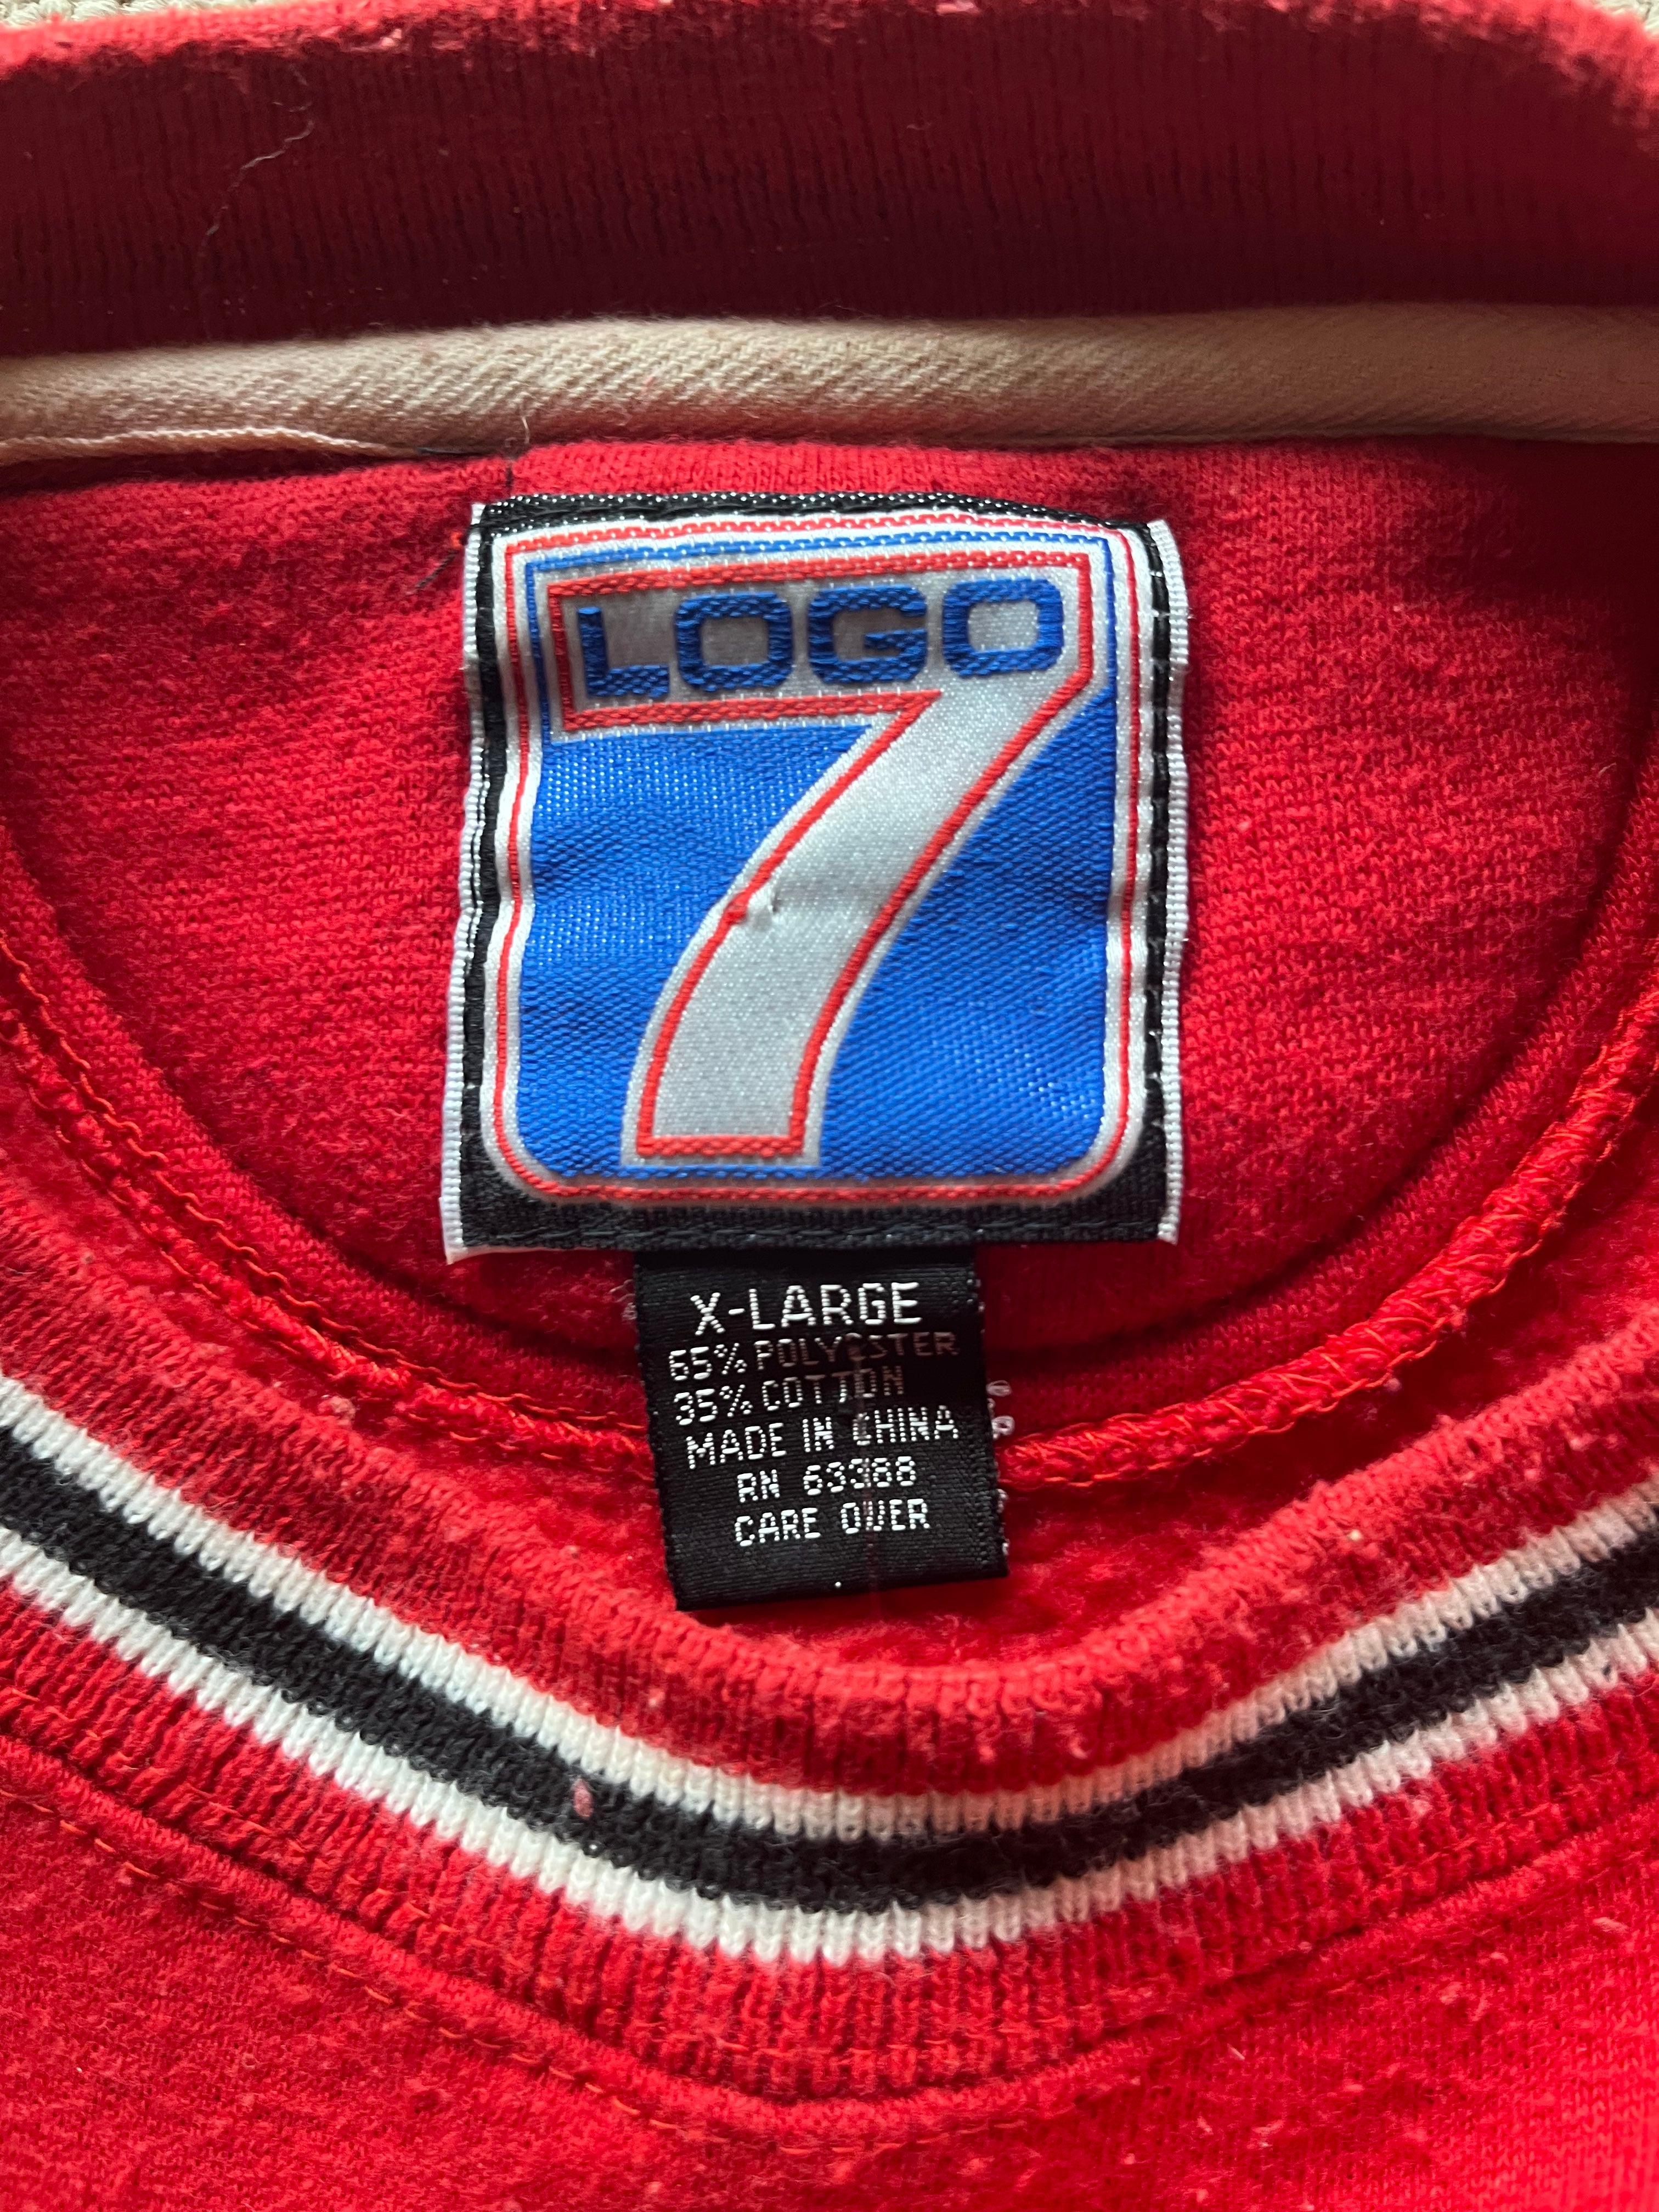 LOGO
7
X-LARGE
65% POLYESTER
35% COTTON
MADE IN CHINA
RN 63388
CARE OVER